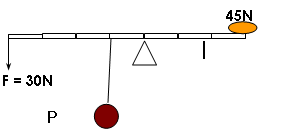 45N
F = 30N
P